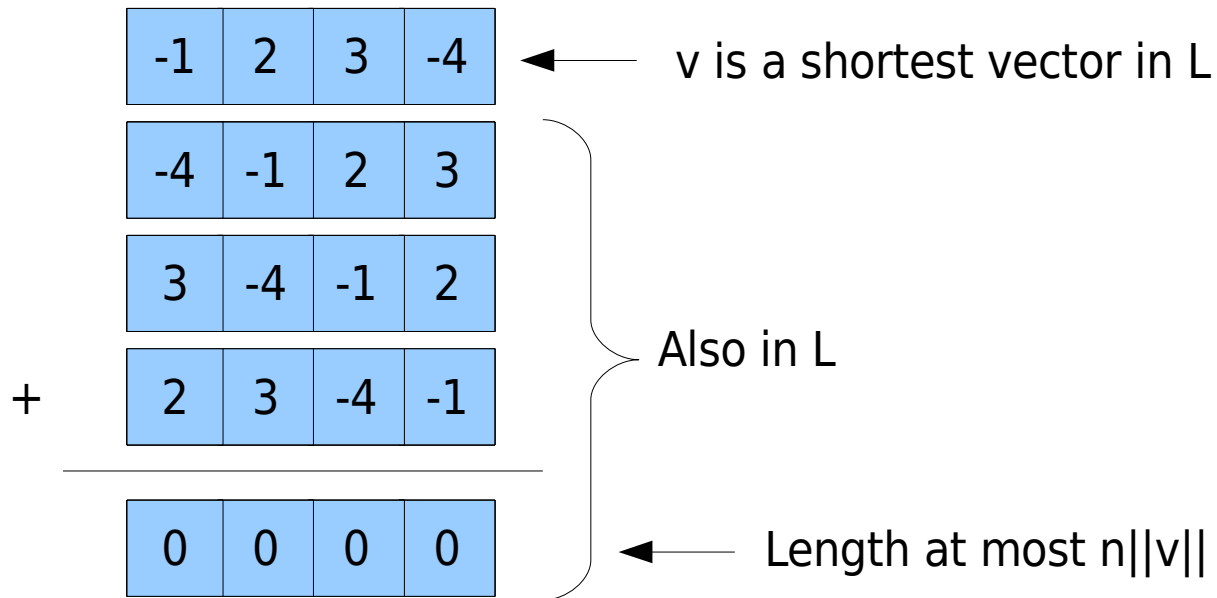 -1 2 3 -4 v is a shortest vector in L
-4 -1 2 3
3 -4 -1 2
Also in L
+ 2 3 -4 -1
0 0 0 0 Length at most n||v||